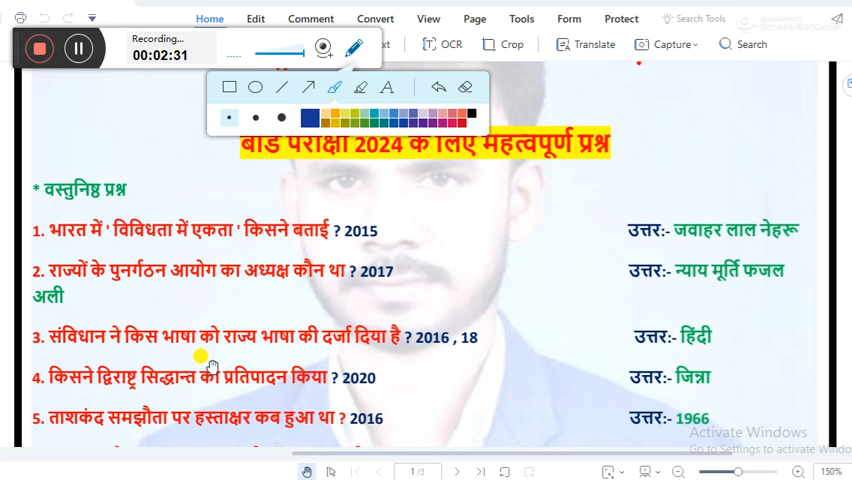 Home Edit Comment Convert View Page Tools Form Protect Search Tools
Recording...
00:02:31
OCR Crop Translate Capture Search
बोर्ड परीक्षा 2024 के लिए महत्वपूर्ण प्रश्न
* वस्तुनिष्ठ प्रश्न
1. भारत में ' विविधता में एकता ' किसने बताई ? 2015 उत्तर:- जवाहर लाल नेहरू
2. राज्यों के पुनर्गठन आयोग का अध्यक्ष कौन था ? 2017 उत्तर:- न्याय मूर्ति फजल
अली
3. संविधान ने किस भाषा को राज्य भाषा की दर्जा दिया है ? 2016 , 18 उत्तर:- हिंदी
4. किसने द्विराष्ट्र सिद्धान्त का प्रतिपादन किया ? 2020 उत्तर:- जिन्ना
5. ताशकंद समझौता पर हस्ताक्षर कब हुआ था ? 2016 उत्तर:- 1966
Activate Windows
Go to Settings to activate Windo
1 /3 150%